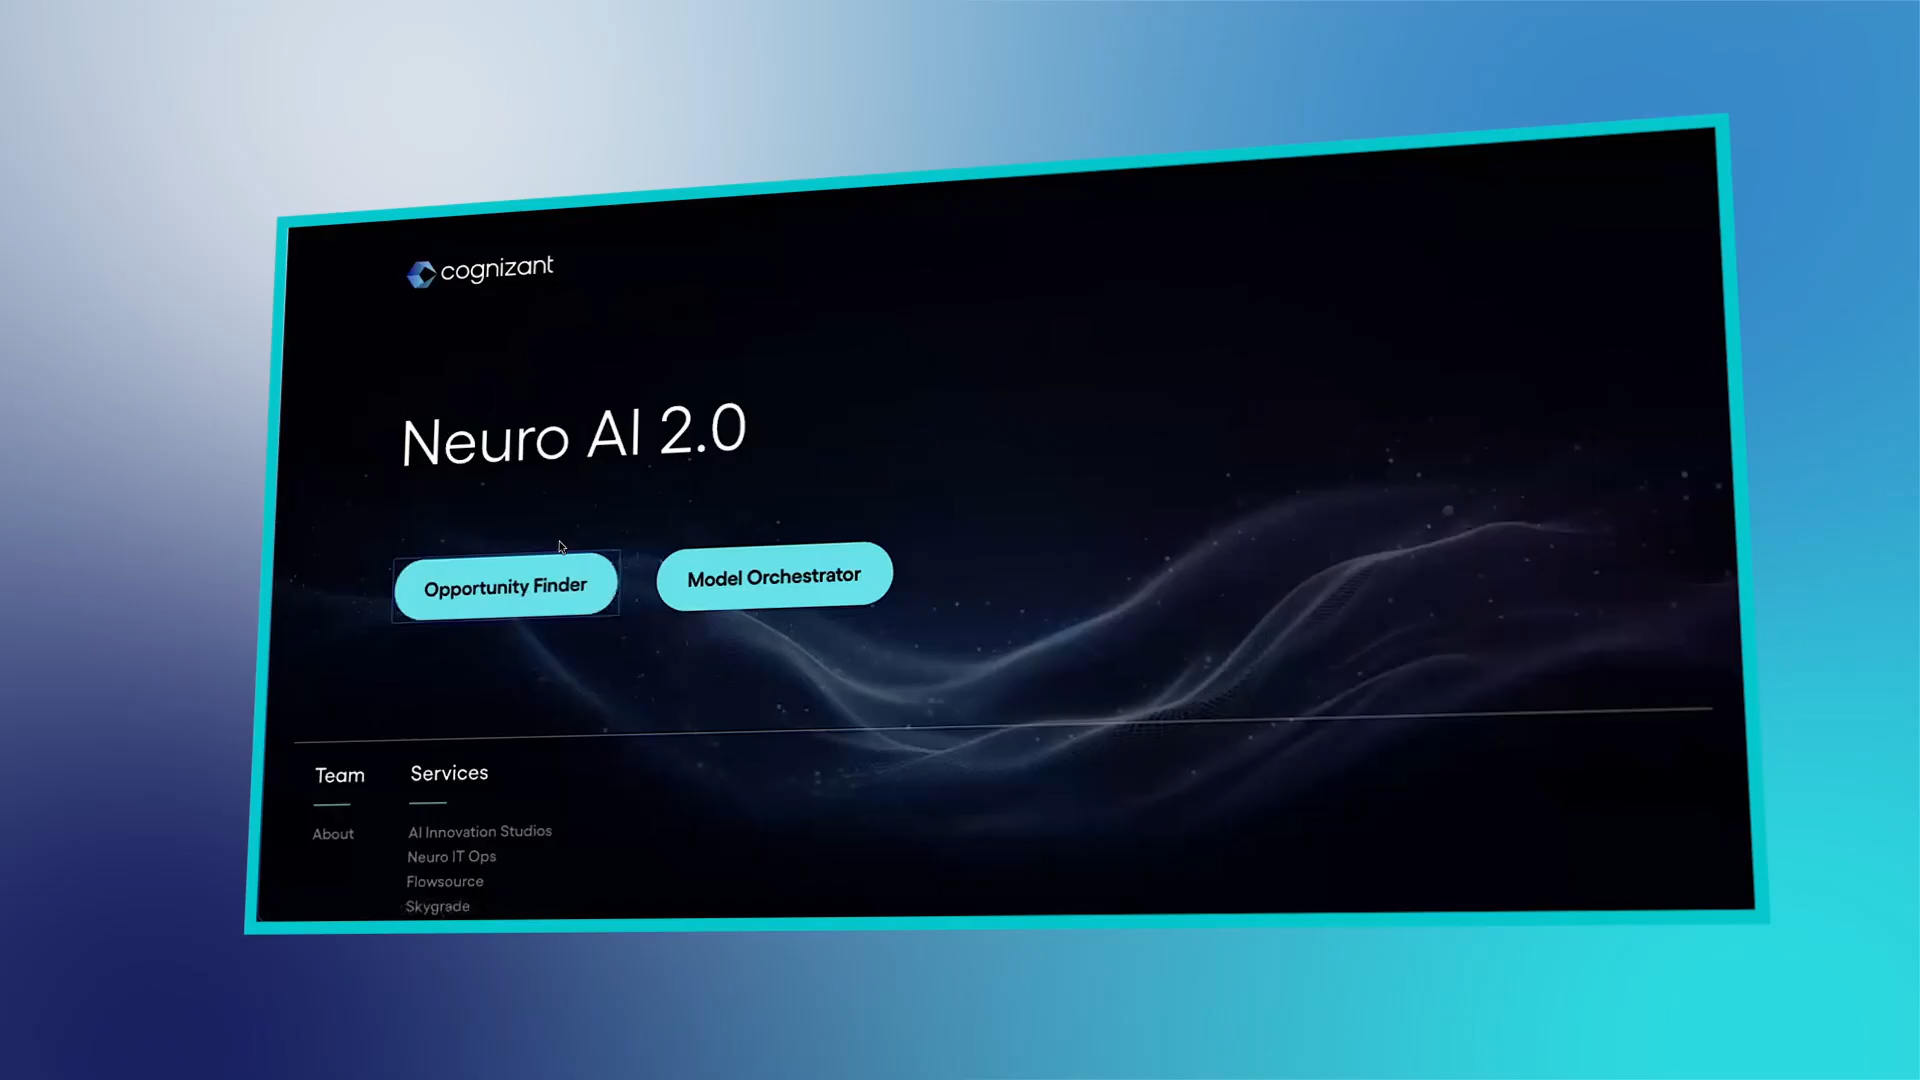 cognizant
Neuro AI 2.0
Opportunity Finder
Model Orchestrator
Team
About
Services
AI Innovation Studios
Neuro IT Ops
Flowsource
Skygrade